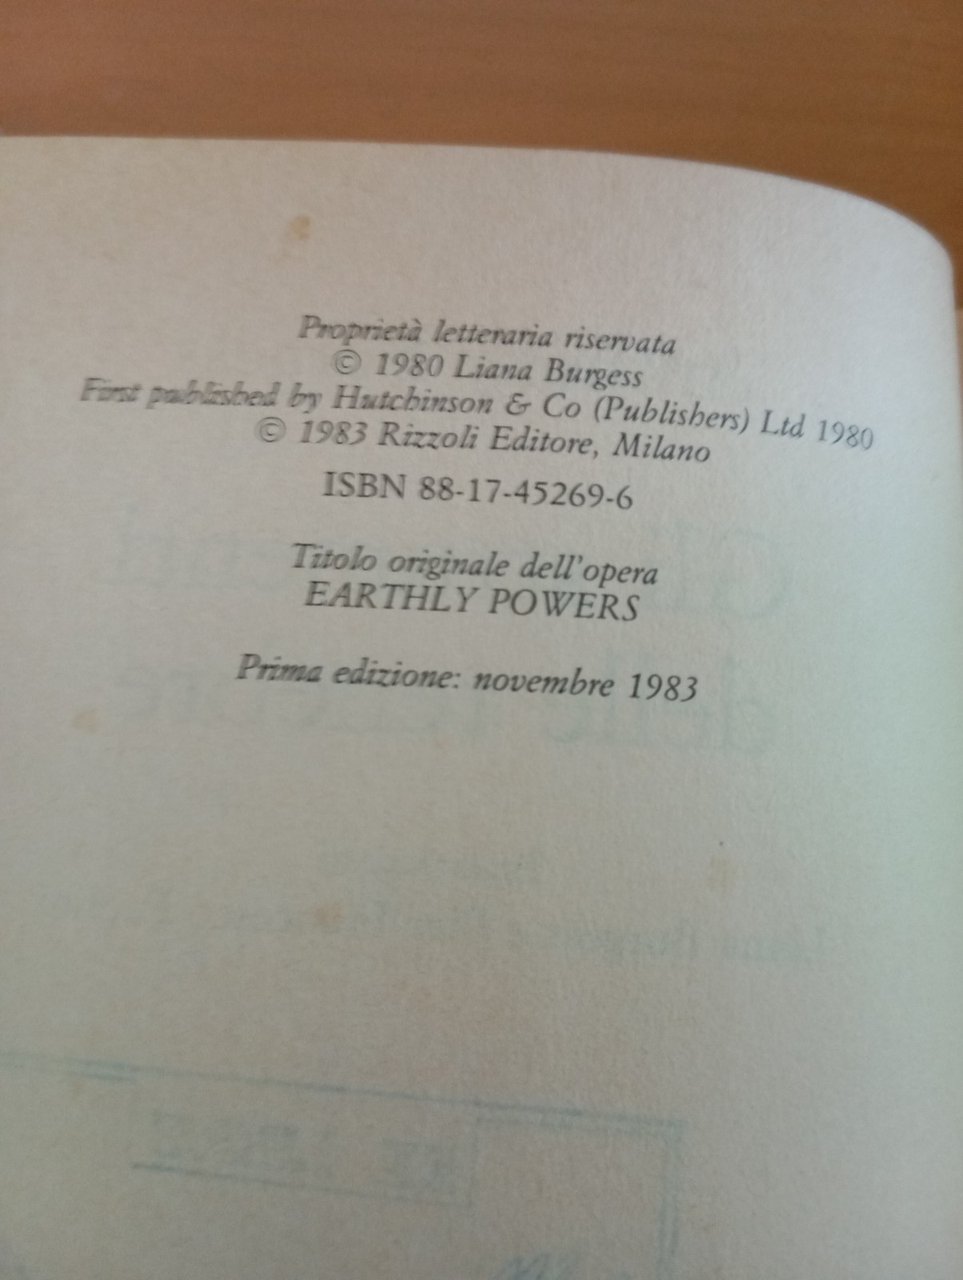 Proprietà letteraria riservata
© 1980 Liana Burgess
First published by Hutchinson & Co (Publishers) Ltd 1980
© 1983 Rizzoli Editore, Milano
ISBN 88-17-45269-6
Titolo originale dell'opera
EARTHLY POWERS
Prima edizione: novembre 1983